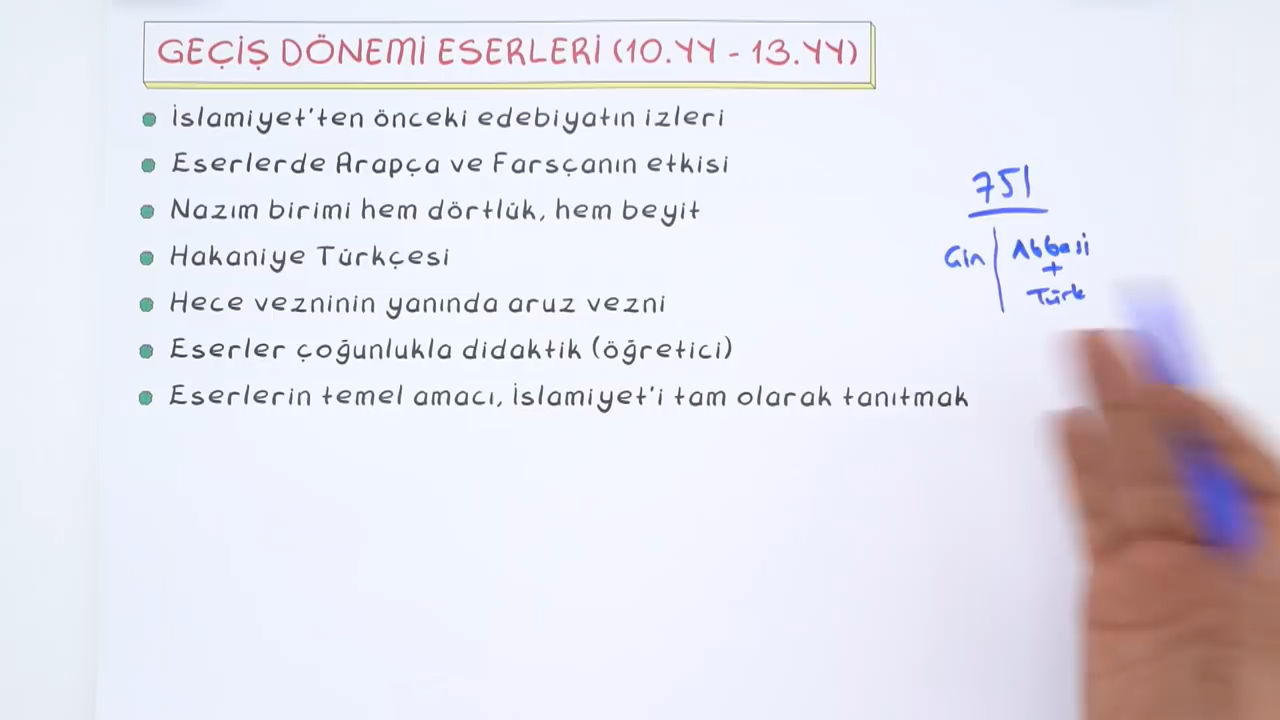 GEÇİŞ DÖNEMİ ESERLERİ (10.YY - 13.YY)
İslamiyet'ten önceki edebiyatın izleri
Eserlerde Arapça ve Farsçanın etkisi
Nazım birimi hem dörtlük, hem beyit
Hakaniye Türkçesi
Hece vezninin yanında aruz vezni
Eserler çoğunlukla didaktik (öğretici)
Eserlerin temel amacı, İslamiyet'i tam olarak tanıtmak
751
Çin | Abbasi
+
Türk